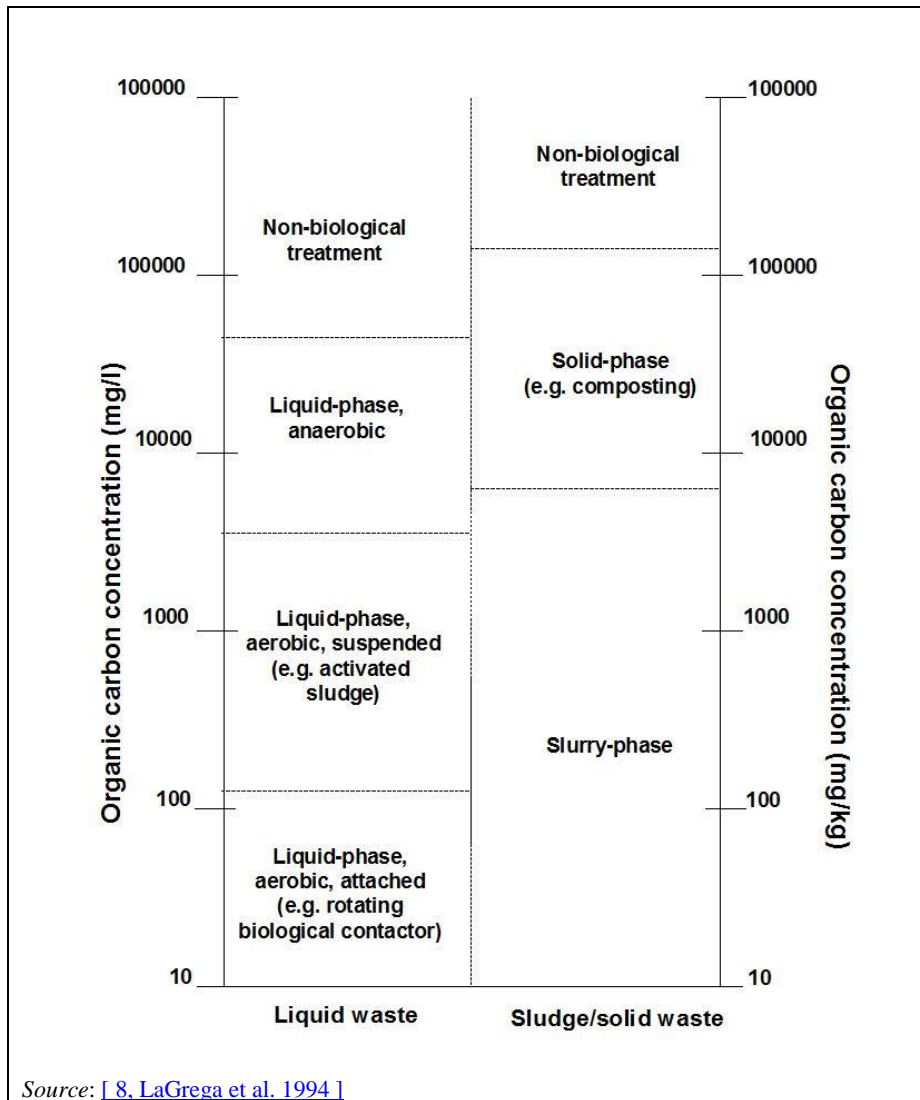 100000
100000
10000
1000
100
10
Organic carbon concentration (mg/l)
Non-biological
treatment
Liquid-phase,
anaerobic
Liquid-phase,
aerobic, suspended
(e.g. activated
sludge)
Liquid-phase,
aerobic, attached
(e.g. rotating
biological contactor)
Non-biological
treatment
Solid-phase
(e.g. composting)
Slurry-phase
100000
100000
10000
1000
100
10
Organic carbon concentration (mg/kg)
Liquid waste
Sludge/solid waste
Source: [ 8, LaGrega et al. 1994 ]